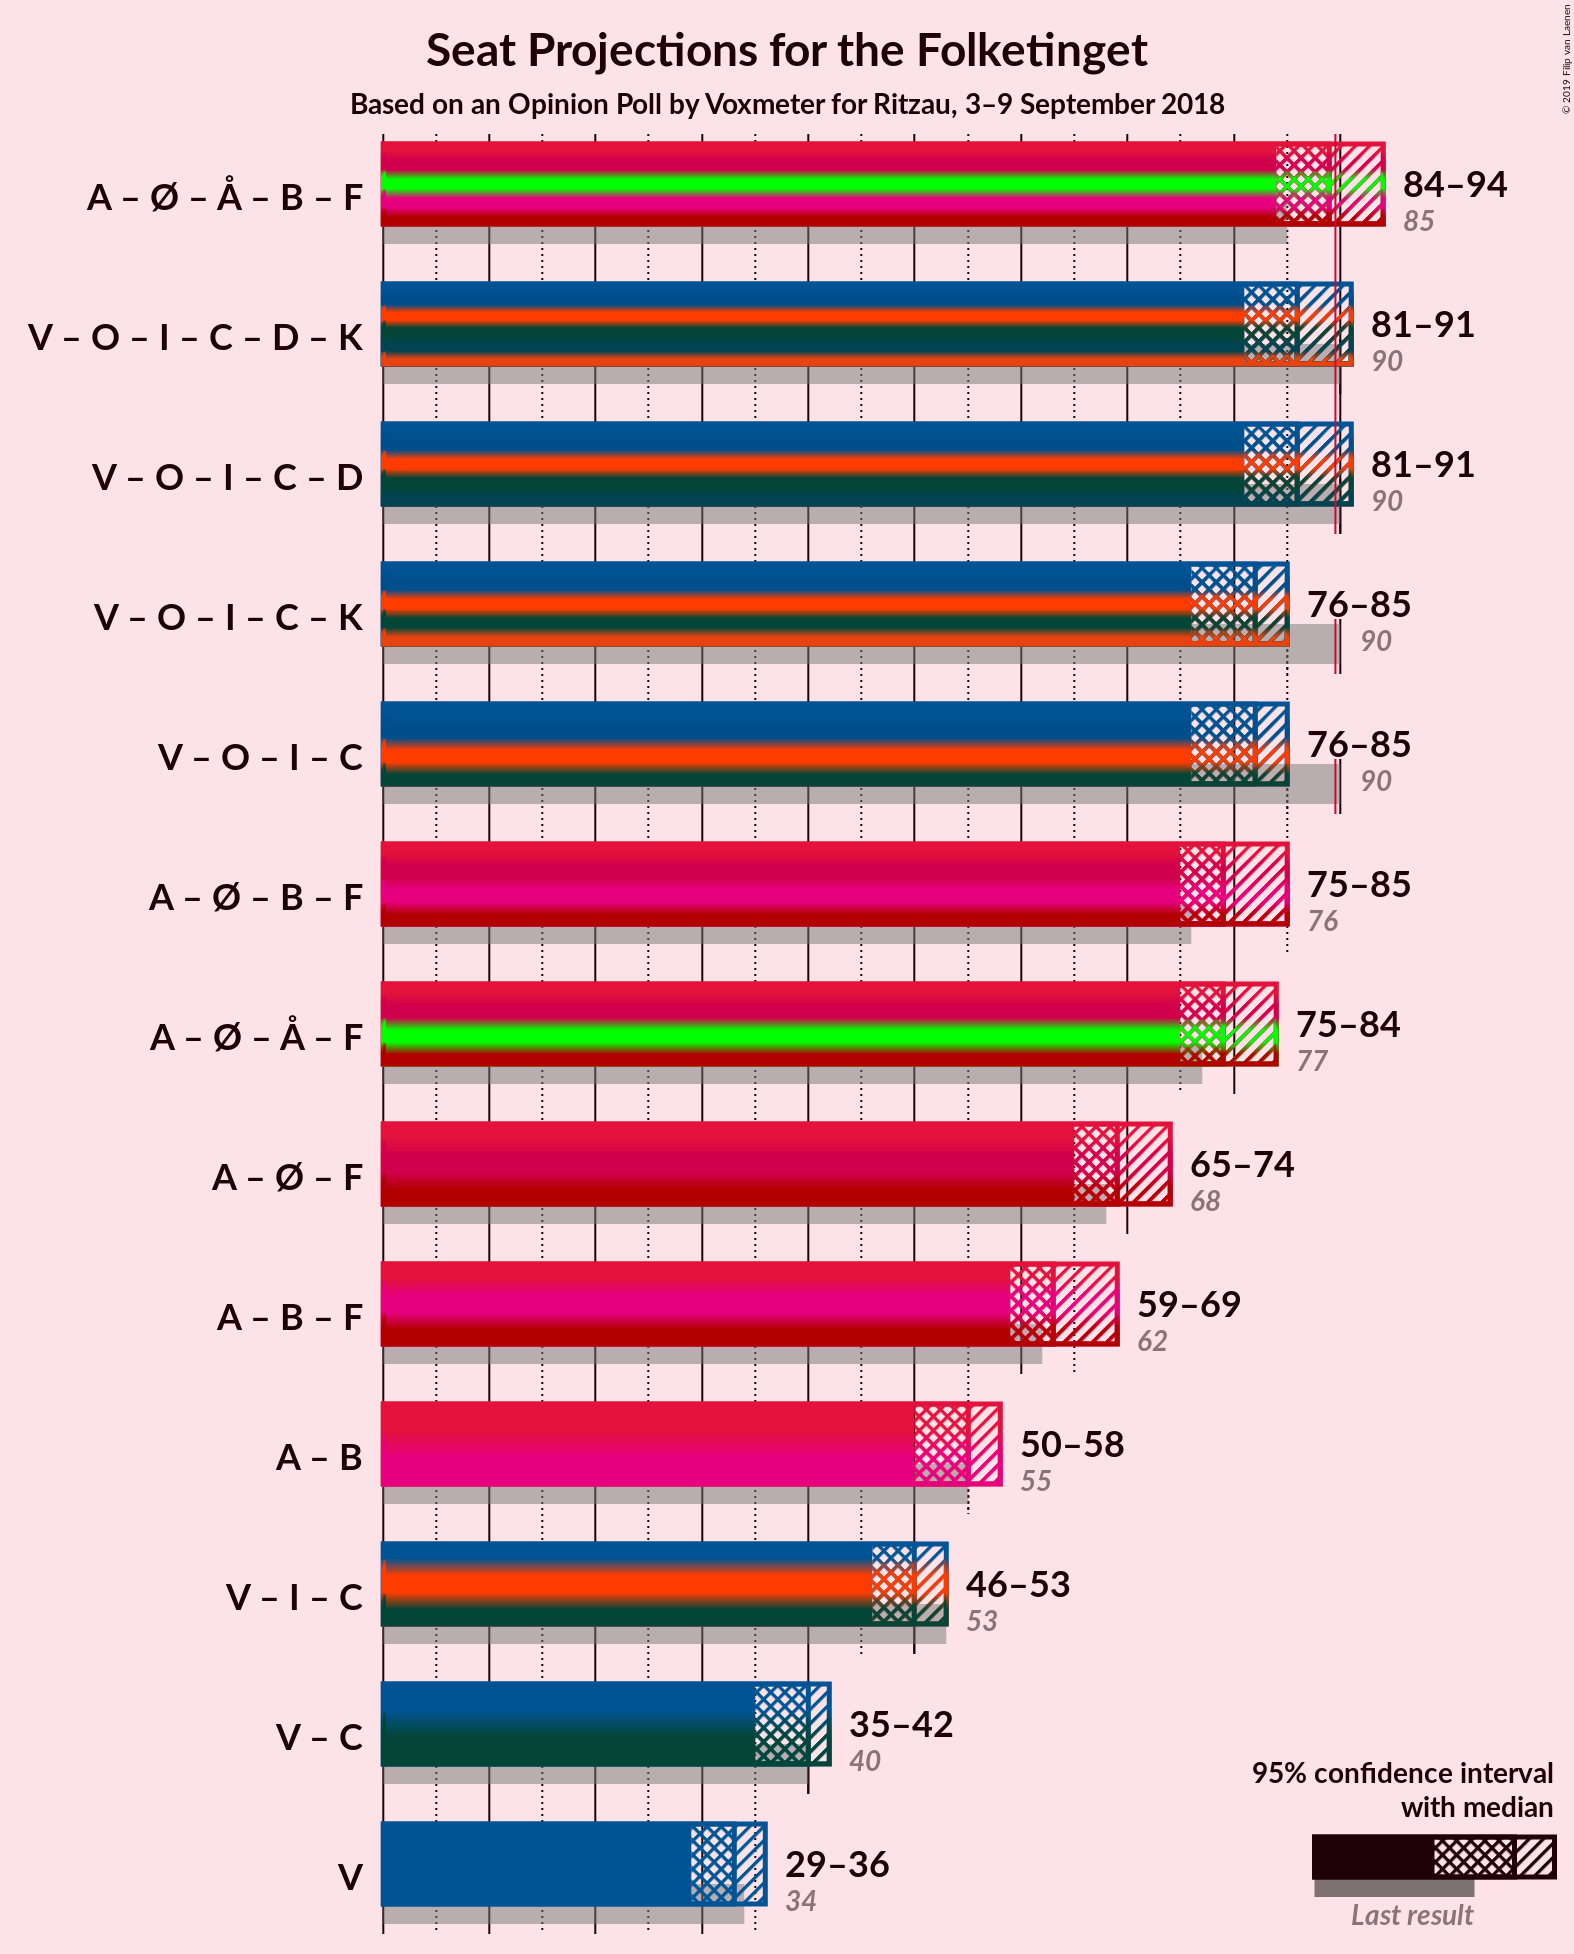 Seat Projections for the Folketinget
Based on an Opinion Poll by Voxmeter for Ritzau, 3–9 September 2018
© 2019 Filip van Laenen
A – Ø – Å – B – F
84–94
85
V – O – I – C – D – K
81–91
90
V – O – I – C – D
81–91
90
V – O – I – C – K
76–85
90
V – O – I – C
76–85
90
A – Ø – B – F
75–85
76
A – Ø – Å – F
75–84
77
A – Ø – F
65–74
68
A – B – F
59–69
62
A – B
50–58
55
V – I – C
46–53
53
V – C
35–42
40
V
29–36
34
95% confidence interval
with median
Last result